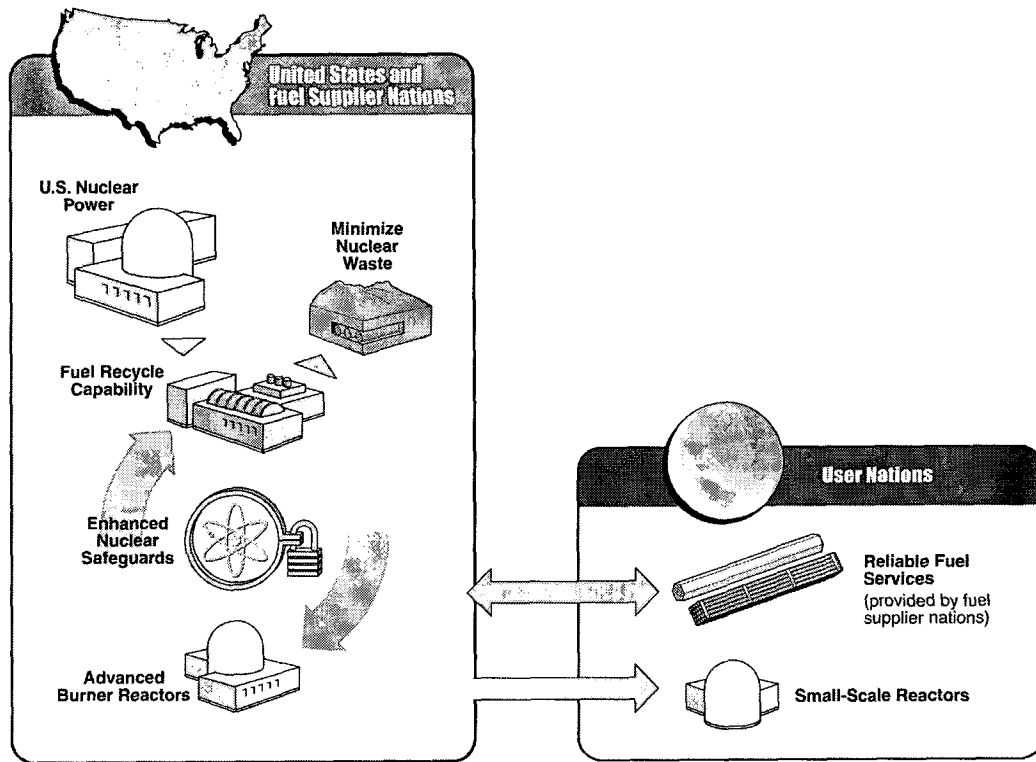 United States and
Fuel Supplier Nations
U.S. Nuclear
Power
Minimize
Nuclear
Waste
Fuel Recycle
Capability
Enhanced
Nuclear
Safeguards
Advanced
Burner Reactors
User Nations
Reliable Fuel
Services
(provided by fuel
supplier nations)
Small-Scale Reactors